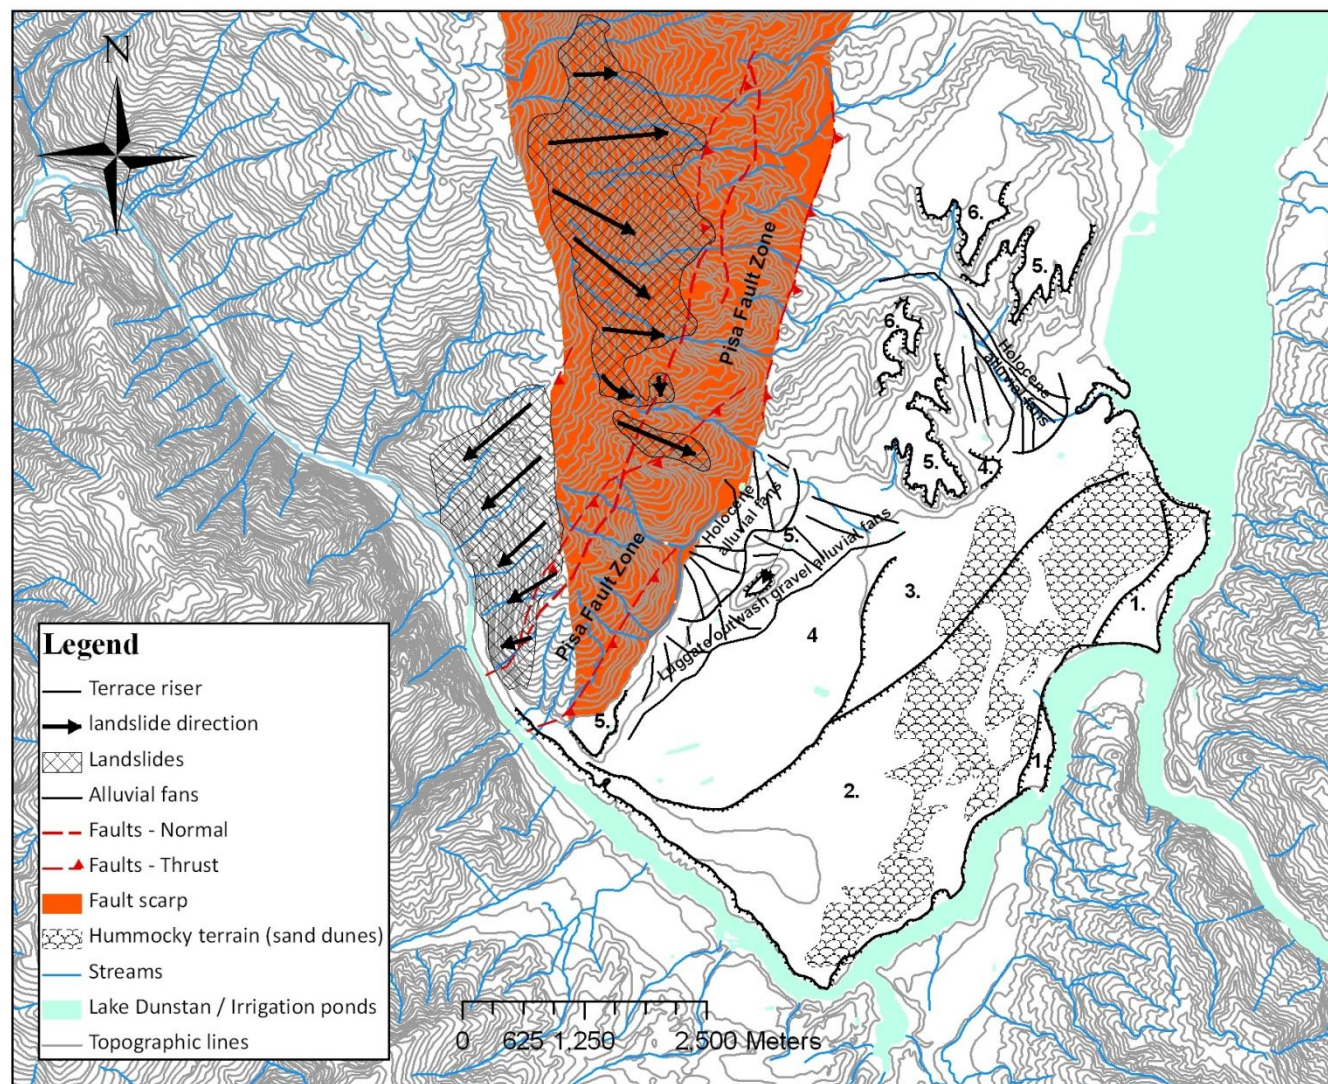 N
6.
5.
Pisa Fault Zone
6.
Holocene
alluvial fans
5.
4.
Holocene
alluvial fans
5.
Luggate outwash gravel alluvial fans
3.
1.
4
Pisa Fault Zone
5.
1.
2.
Legend
Terrace riser
landslide direction
Landslides
Alluvial fans
Faults - Normal
Faults - Thrust
Fault scarp
Hummocky terrain (sand dunes)
Streams
Lake Dunstan / Irrigation ponds
Topographic lines
0 625 1.250 2.500 Meters